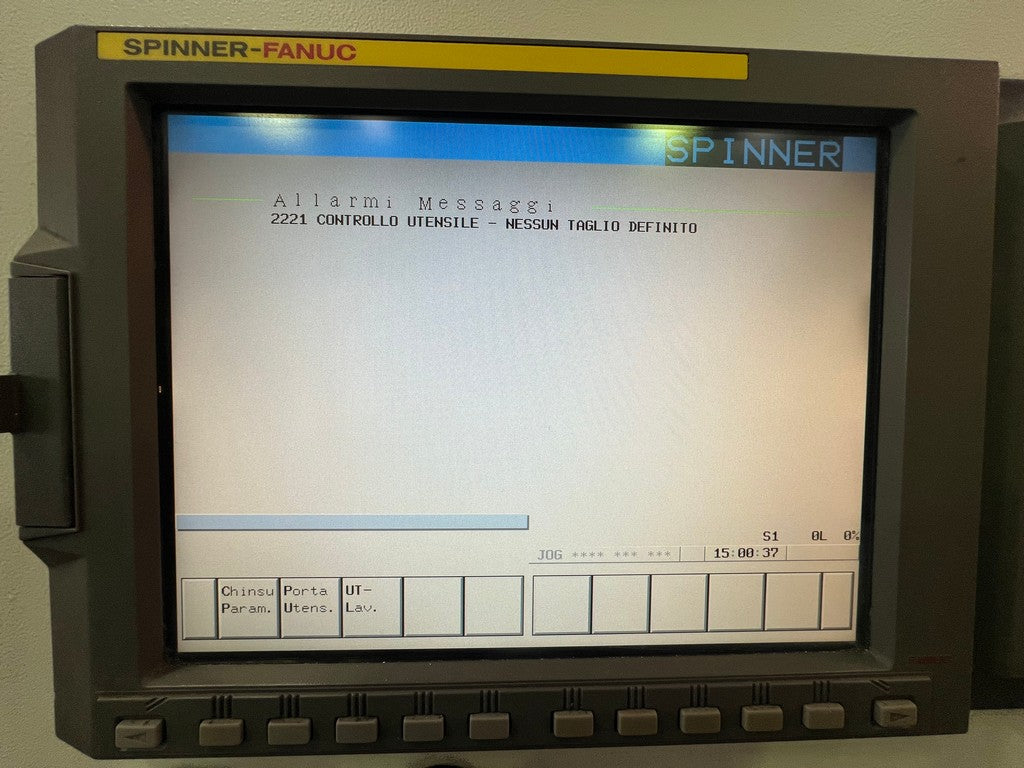 SPINNER-FANUC
SPINNER
Allarmi Messaggi
2221 CONTROLLO UTENSILE - NESSUN TAGLIO DEFINITO
S1 0L 0%
JOG **** *** *** 15:00:37
Chinsu Porta UT-
Param. Utens. Lav.